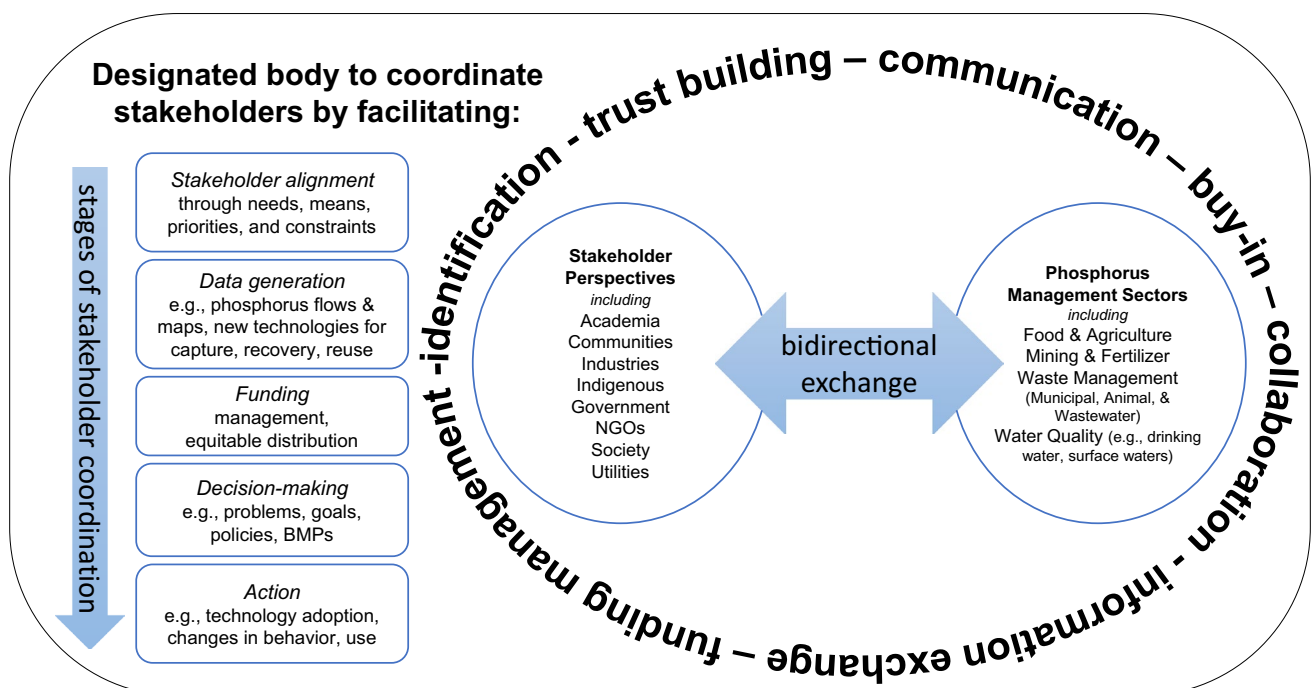 Designated body to coordinate
stakeholders by facilitating:
stages of stakeholder coordination
Stakeholder alignment
through needs, means,
priorities, and constraints
Data generation
e.g., phosphorus flows &
maps, new technologies for
capture, recovery, reuse
Funding
management,
equitable distribution
Decision-making
e.g., problems, goals,
policies, BMPs
Action
e.g., technology adoption,
changes in behavior, use
identification - trust building – communication – buy-in – collaboration - information exchange – funding management -
Stakeholder
Perspectives
including
Academia
Communities
Industries
Indigenous
Government
NGOs
Society
Utilities
bidirectional
exchange
Phosphorus
Management Sectors
including
Food & Agriculture
Mining & Fertilizer
Waste Management
(Municipal, Animal, &
Wastewater)
Water Quality (e.g., drinking
water, surface waters)